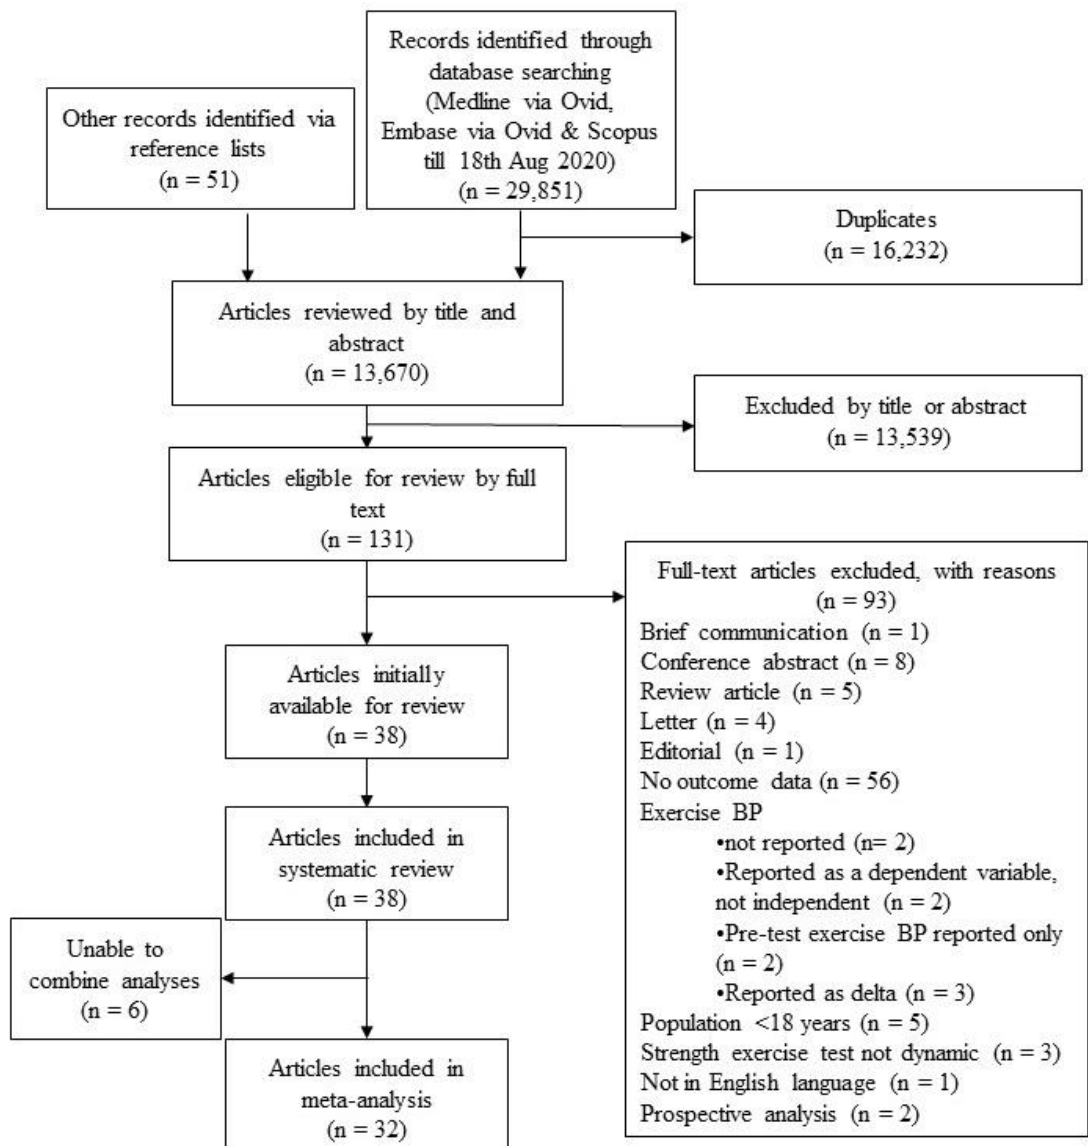 Records identified through
database searching
(Medline via Ovid,
Embase via Ovid & Scopus
till 18th Aug 2020)
(n = 29,851)
Other records identified via
reference lists
(n = 51)
Duplicates
(n = 16,232)
Articles reviewed by title and
abstract
(n = 13,670)
Excluded by title or abstract
(n = 13,539)
Articles eligible for review by full
text
(n = 131)
Full-text articles excluded, with reasons
(n = 93)
Brief communication (n = 1)
Conference abstract (n = 8)
Review article (n = 5)
Letter (n = 4)
Editorial (n = 1)
No outcome data (n = 56)
Exercise BP
•not reported (n= 2)
•Reported as a dependent variable,
not independent (n = 2)
•Pre-test exercise BP reported only
(n = 2)
•Reported as delta (n = 3)
Population <18 years (n = 5)
Strength exercise test not dynamic (n = 3)
Not in English language (n = 1)
Prospective analysis (n = 2)
Articles initially
available for review
(n = 38)
Articles included in
systematic review
(n = 38)
Unable to
combine analyses
(n = 6)
Articles included in
meta-analysis
(n = 32)